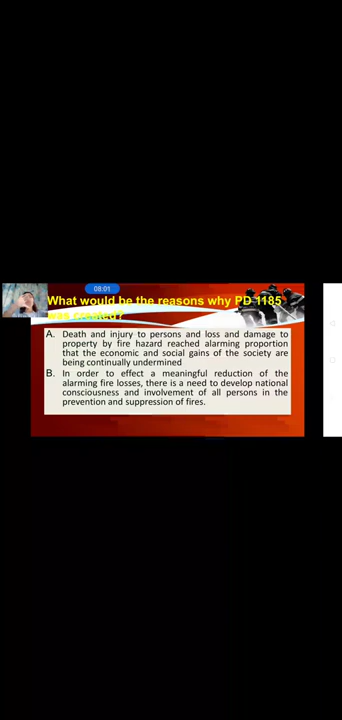 08:01
What would be the reasons why PD 1185
was created?
A. Death and injury to persons and loss and damage to
property by fire hazard reached alarming proportion
that the economic and social gains of the society are
being continually undermined
B. In order to effect a meaningful reduction of the
alarming fire losses, there is a need to develop national
consciousness and involvement of all persons in the
prevention and suppression of fires.